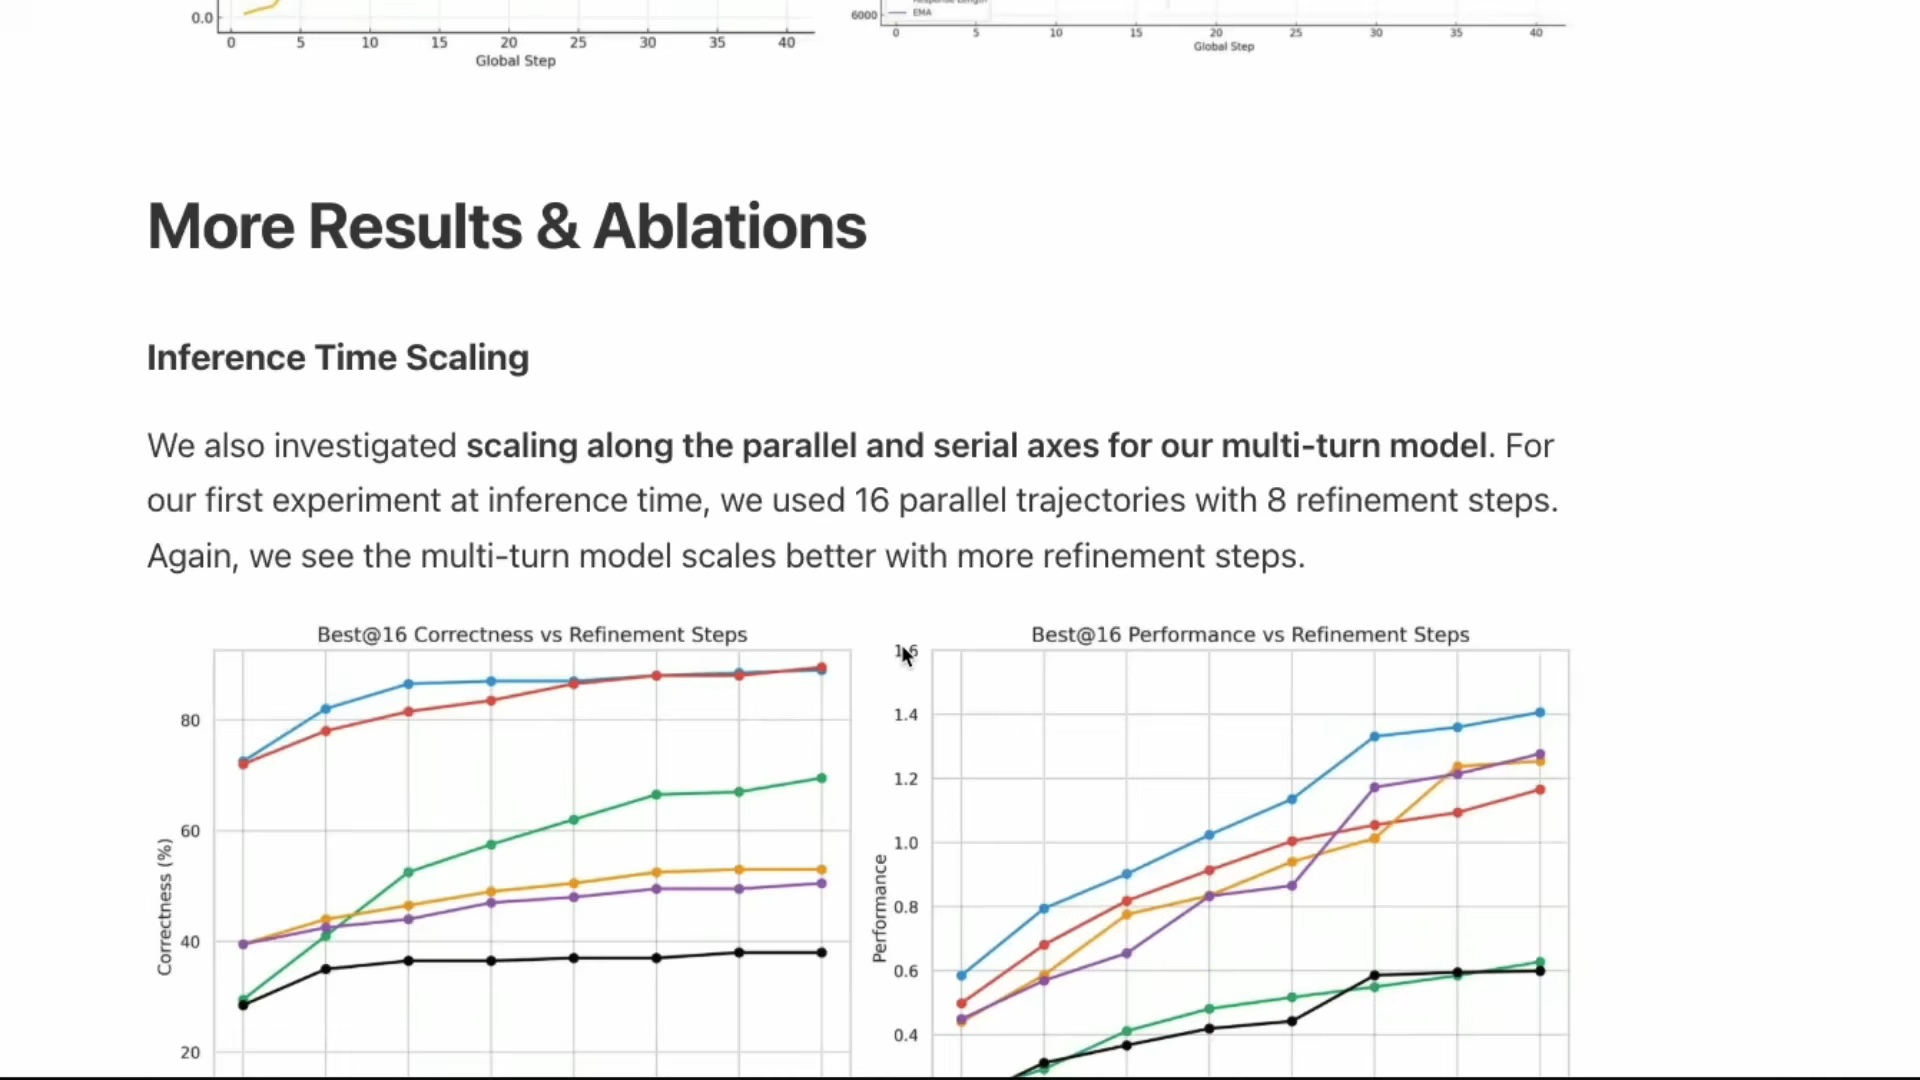 0.0
0 5 10 15 20 25 30 35 40
Global Step
Response Length
EMA
6000
0 5 10 15 20 25 30 35 40
Global Step
More Results & Ablations
Inference Time Scaling
We also investigated scaling along the parallel and serial axes for our multi-turn model. For
our first experiment at inference time, we used 16 parallel trajectories with 8 refinement steps.
Again, we see the multi-turn model scales better with more refinement steps.
Best@16 Correctness vs Refinement Steps
80
60
40
20
Correctness (%)
Best@16 Performance vs Refinement Steps
1.6
1.4
1.2
1.0
0.8
0.6
0.4
Performance